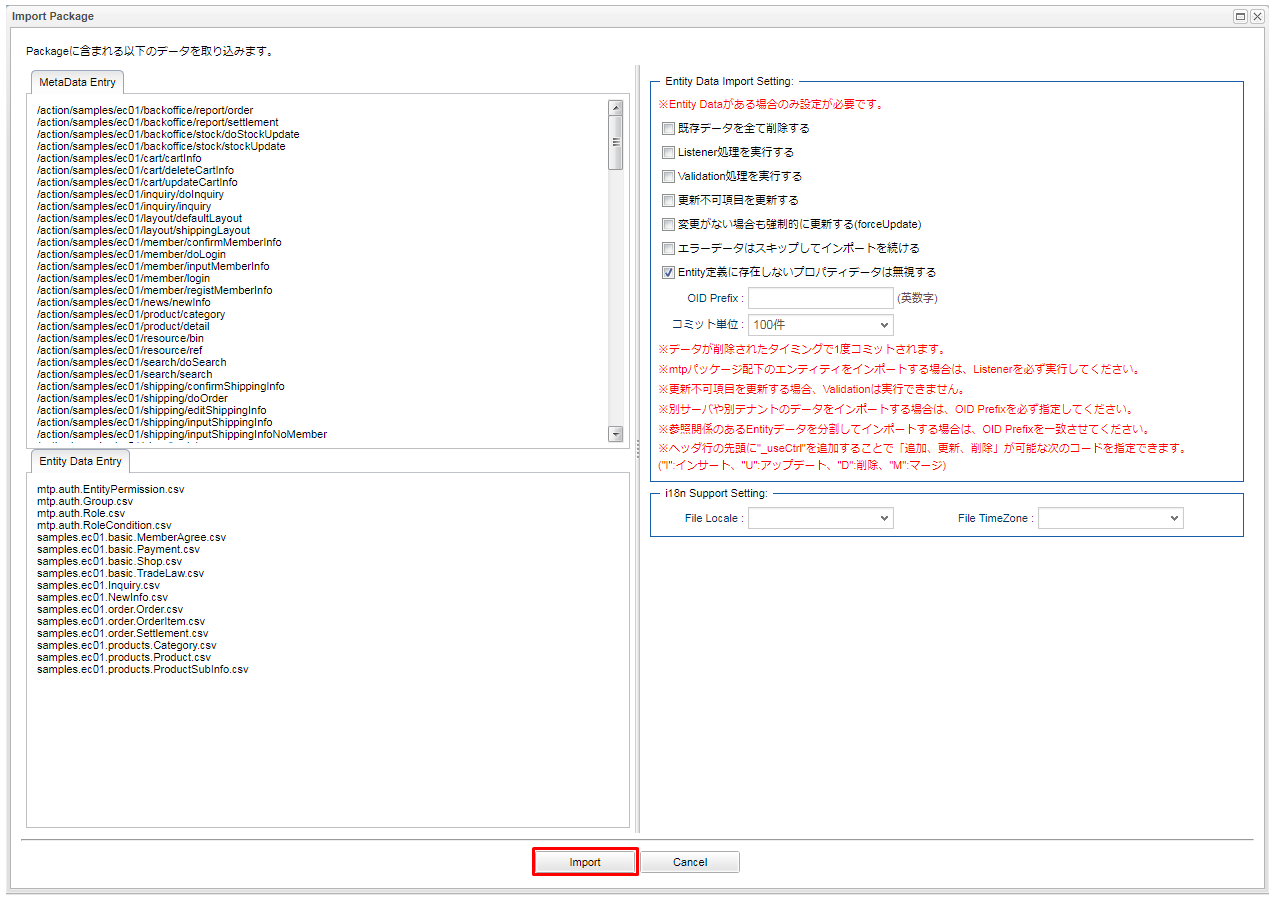 Import Package
Packageに含まれる以下のデータを取り込みます。
MetaData Entry
/action/samples/ec01/backoffice/report/order
/action/samples/ec01/backoffice/report/settlement
/action/samples/ec01/backoffice/stock/doStockUpdate
/action/samples/ec01/backoffice/stock/stockUpdate
/action/samples/ec01/cart/cartInfo
/action/samples/ec01/cart/deleteCartInfo
/action/samples/ec01/cart/updateCartInfo
/action/samples/ec01/inquiry/doInquiry
/action/samples/ec01/inquiry/inquiry
/action/samples/ec01/layout/defaultLayout
/action/samples/ec01/layout/shippingLayout
/action/samples/ec01/member/confirmMemberInfo
/action/samples/ec01/member/doLogin
/action/samples/ec01/member/inputMemberInfo
/action/samples/ec01/member/login
/action/samples/ec01/member/registMemberInfo
/action/samples/ec01/news/newInfo
/action/samples/ec01/product/category
/action/samples/ec01/product/detail
/action/samples/ec01/resource/bin
/action/samples/ec01/resource/ref
/action/samples/ec01/search/doSearch
/action/samples/ec01/search/search
/action/samples/ec01/shipping/confirmShippingInfo
/action/samples/ec01/shipping/doOrder
/action/samples/ec01/shipping/editShippingInfo
/action/samples/ec01/shipping/inputShippingInfo
/action/samples/ec01/shipping/inputShippingInfoNoMember
Entity Data Entry
mtp.auth.EntityPermission.csv
mtp.auth.Group.csv
mtp.auth.Role.csv
mtp.auth.RoleCondition.csv
samples.ec01.basic.MemberAgree.csv
samples.ec01.basic.Payment.csv
samples.ec01.basic.Shop.csv
samples.ec01.basic.TradeLaw.csv
samples.ec01.Inquiry.csv
samples.ec01.NewInfo.csv
samples.ec01.order.Order.csv
samples.ec01.order.OrderItem.csv
samples.ec01.order.Settlement.csv
samples.ec01.products.Category.csv
samples.ec01.products.Product.csv
samples.ec01.products.ProductSubInfo.csv
Entity Data Import Setting:
※Entity Dataがある場合のみ設定が必要です。
既存データを全て削除する
Listener処理を実行する
Validation処理を実行する
更新不可項目を更新する
変更がない場合も強制的に更新する(forceUpdate)
エラーデータはスキップしてインポートを続ける
Entity定義に存在しないプロパティデータは無視する
OID Prefix : (英数字)
コミット単位 : 100件
※データが削除されたタイミングで1度コミットされます。
※mtpパッケージ配下のエンティティをインポートする場合は、Listenerを必ず実行してください。
※更新不可項目を更新する場合、Validationは実行できません。
※別サーバや別テナントのデータをインポートする場合は、OID Prefixを必ず指定してください。
※参照関係のあるEntityデータを分割してインポートする場合は、OID Prefixを一致させてください。
※ヘッダ行の先頭に"_useCtrl"を追加することで「追加、更新、削除」が可能な次のコードを指定できます。
("I":インサート、"U":アップデート、"D":削除、"M":マージ)
i18n Support Setting:
File Locale : File TimeZone :
Import Cancel